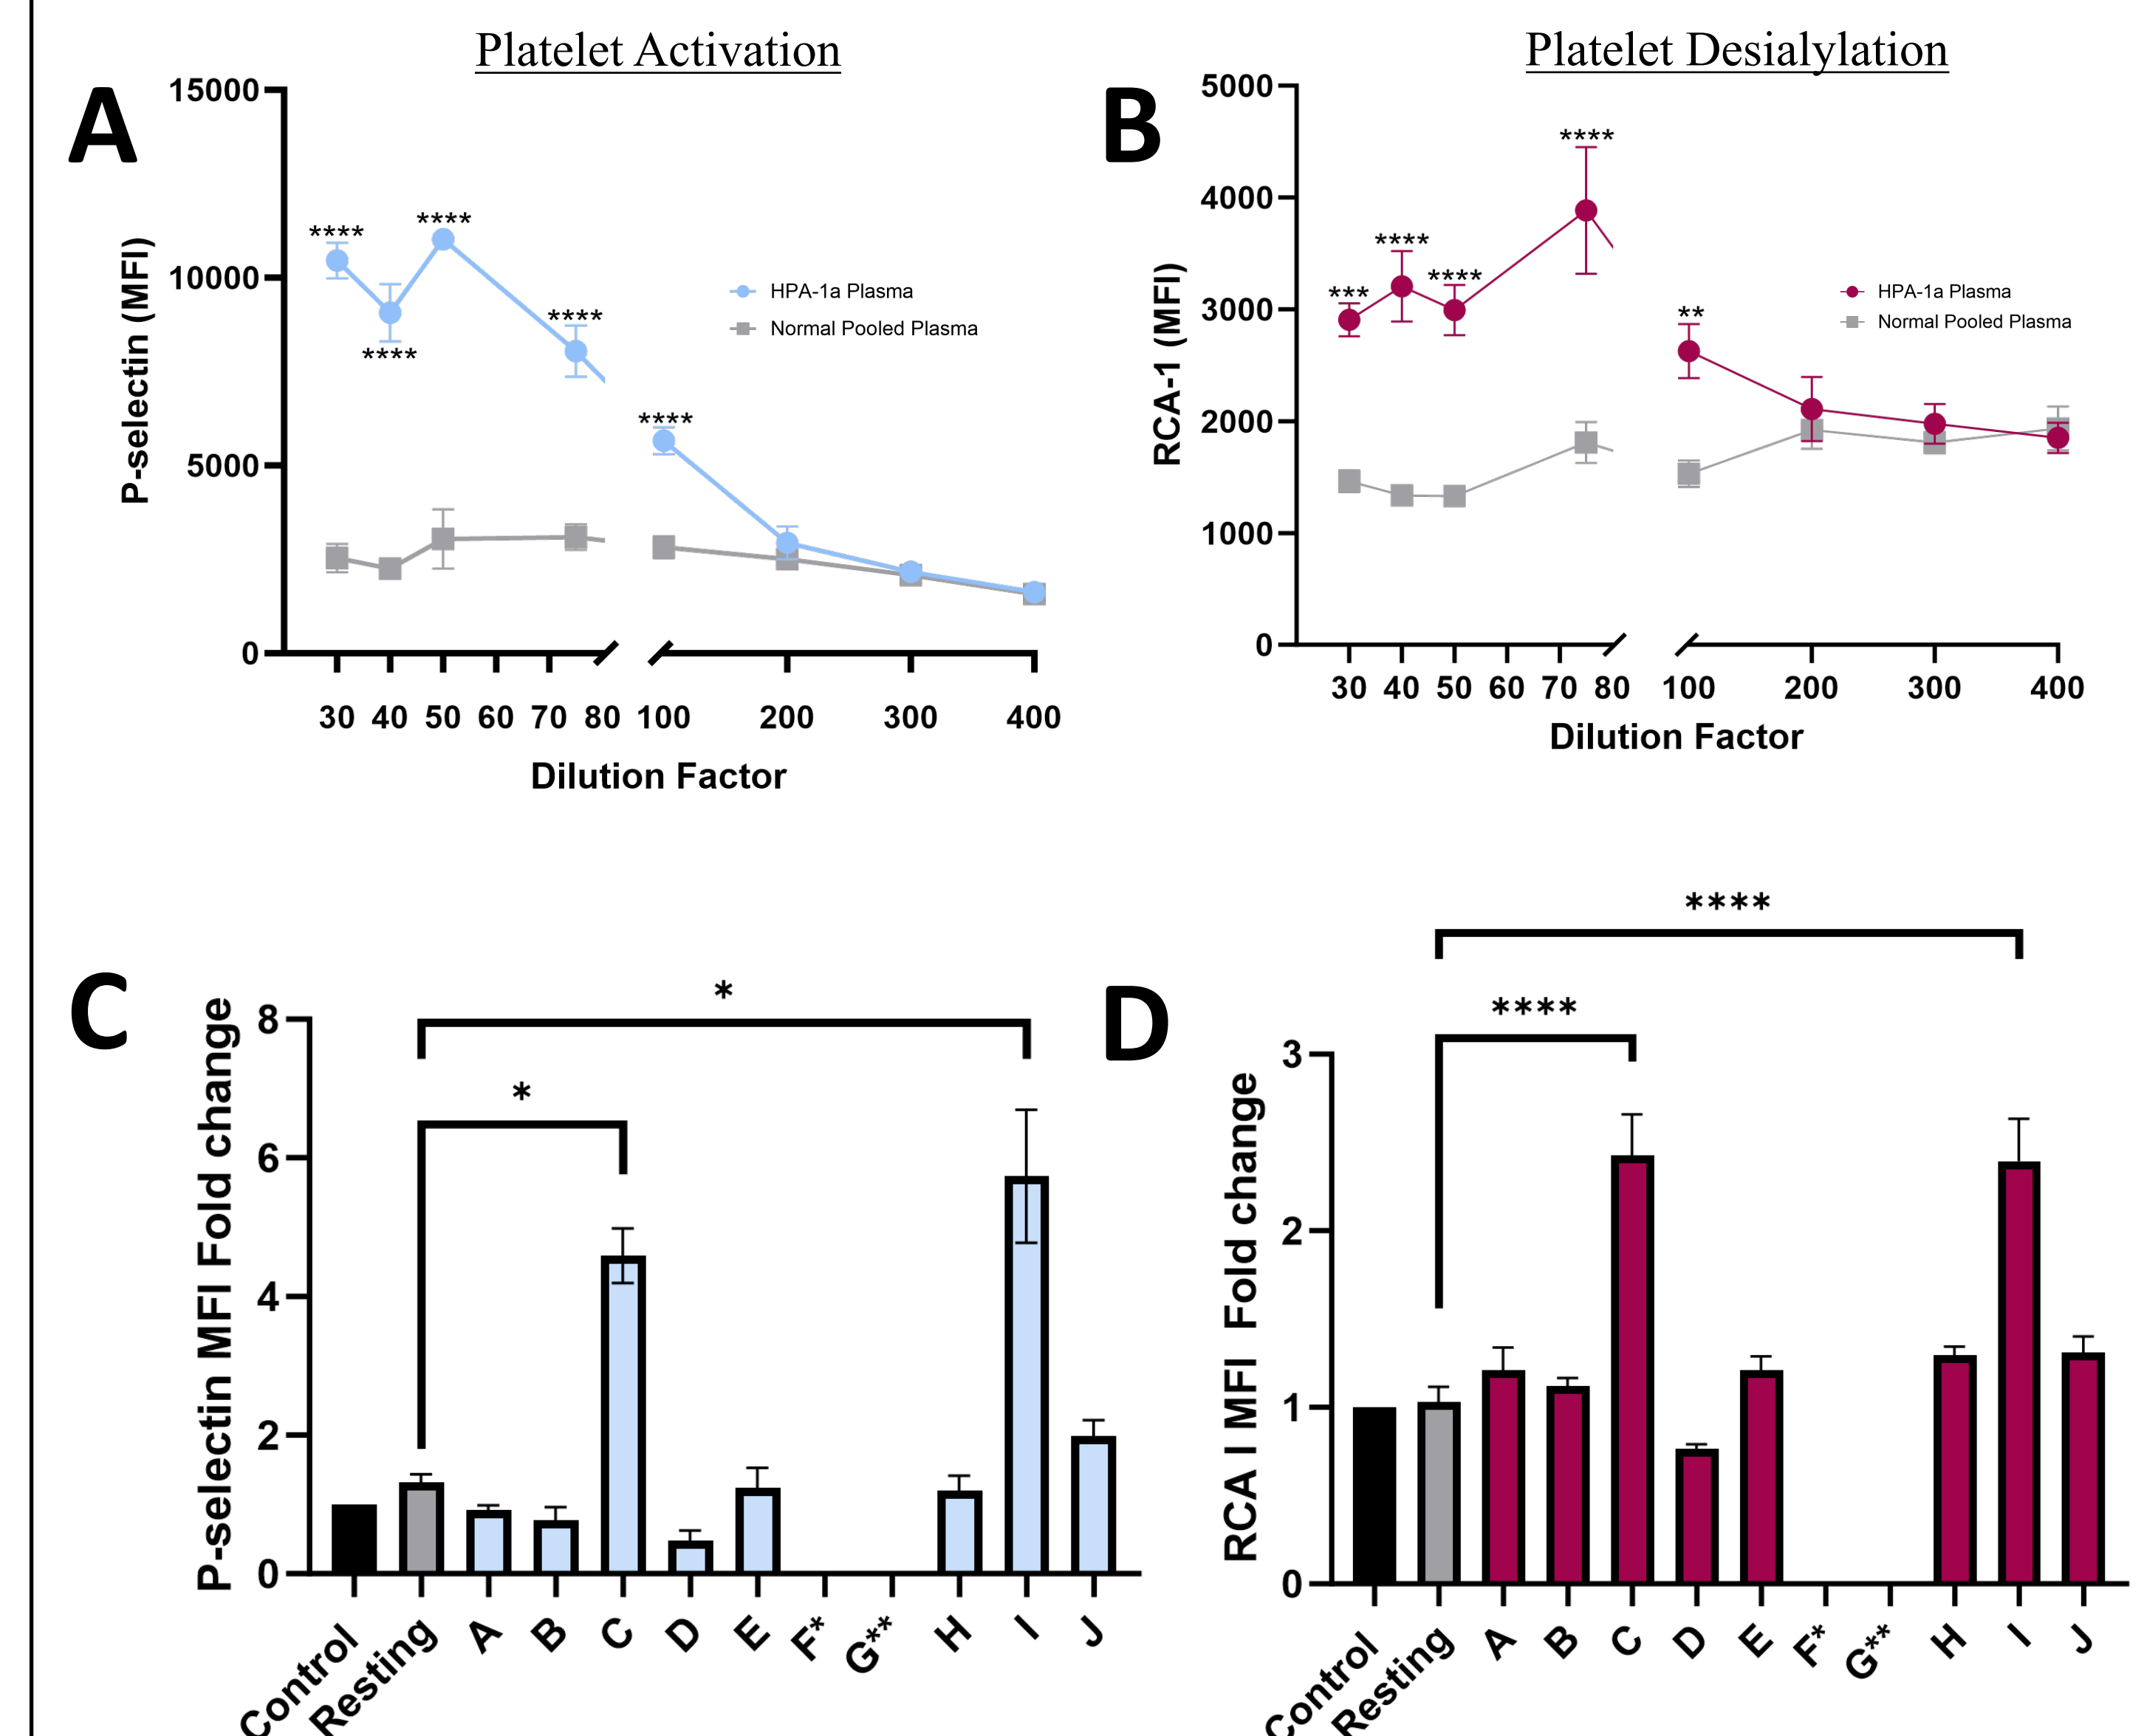 Platelet Activation
A
15000
10000
5000
0
P-selectin (MFI)
****
****
****
****
****
HPA-1a Plasma
Normal Pooled Plasma
30 40 50 60 70 80 100 200 300 400
Dilution Factor
Platelet Desialylation
B
5000
4000
3000
2000
1000
0
RCA-1 (MFI)
***
****
****
****
**
HPA-1a Plasma
Normal Pooled Plasma
30 40 50 60 70 80 100 200 300 400
Dilution Factor
C
8
6
4
2
0
P-selectin MFI Fold change
*
*
Control Resting A B C D E F* G** H I J
D
3
2
1
0
RCA I MFI Fold change
****
****
Control Resting A B C D E F* G** H I J